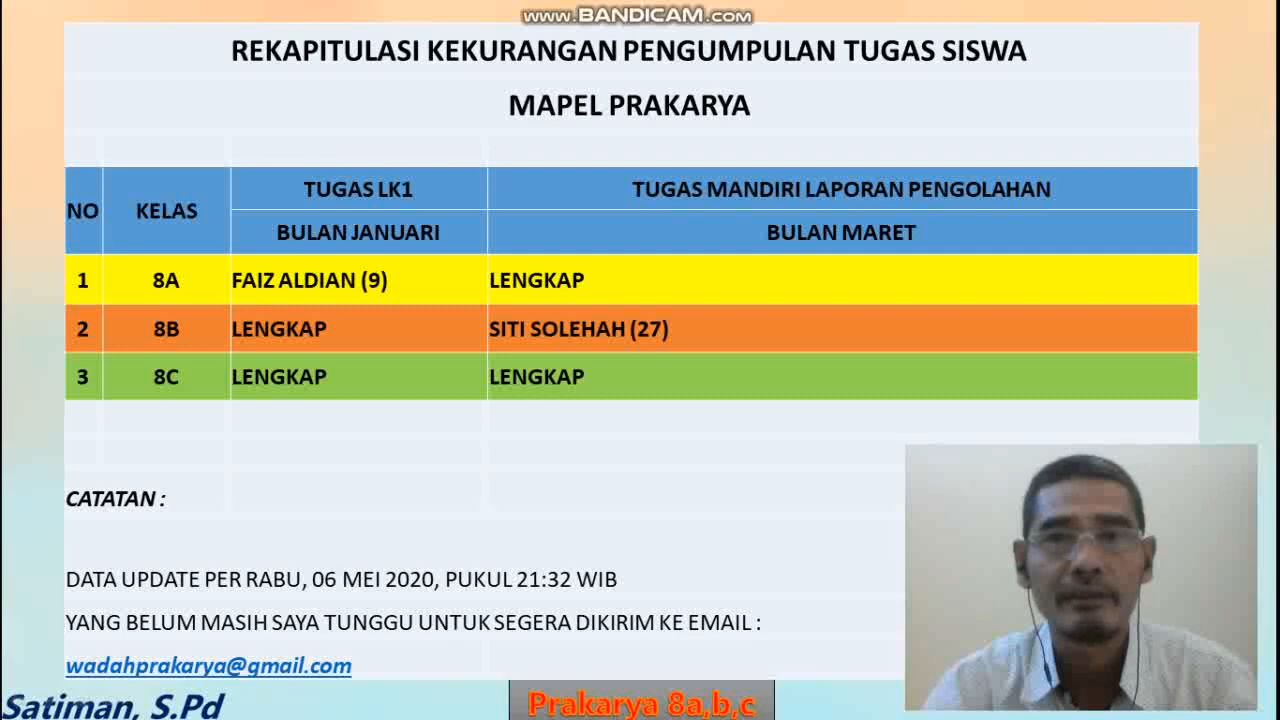 www.BANDICAM.com
REKAPITULASI KEKURANGAN PENGUMPULAN TUGAS SISWA
MAPEL PRAKARYA
NO KELAS TUGAS LK1 TUGAS MANDIRI LAPORAN PENGOLAHAN
BULAN JANUARI BULAN MARET
1 8A FAIZ ALDIAN (9) LENGKAP
2 8B LENGKAP SITI SOLEHAH (27)
3 8C LENGKAP LENGKAP
CATATAN :
DATA UPDATE PER RABU, 06 MEI 2020, PUKUL 21:32 WIB
YANG BELUM MASIH SAYA TUNGGU UNTUK SEGERA DIKIRIM KE EMAIL :
wadahprakarya@gmail.com
Satiman, S.Pd
Prakarya 8a,b,c